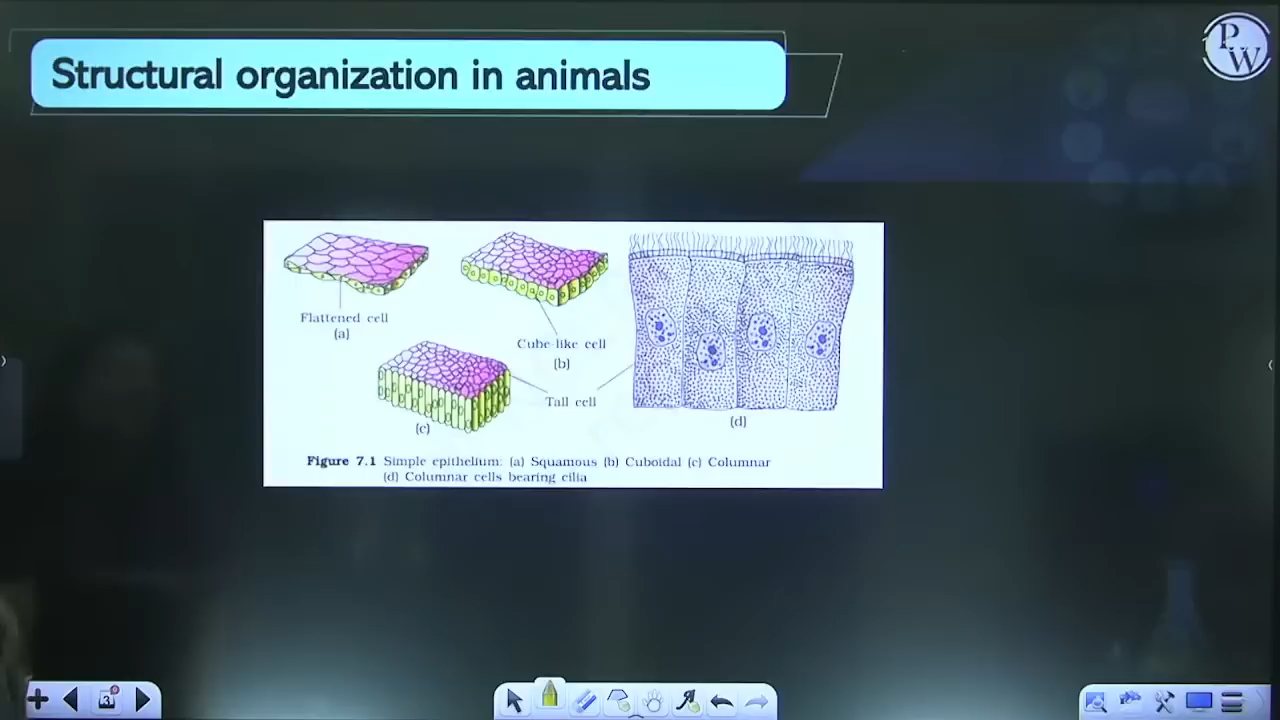 Structural organization in animals
PW
Flattened cell
(a)
Cube-like cell
(b)
Tall cell
(c)
(d)
Figure 7.1 Simple epithelium: (a) Squamous (b) Cuboidal (c) Columnar
(d) Columnar cells bearing cilia
3